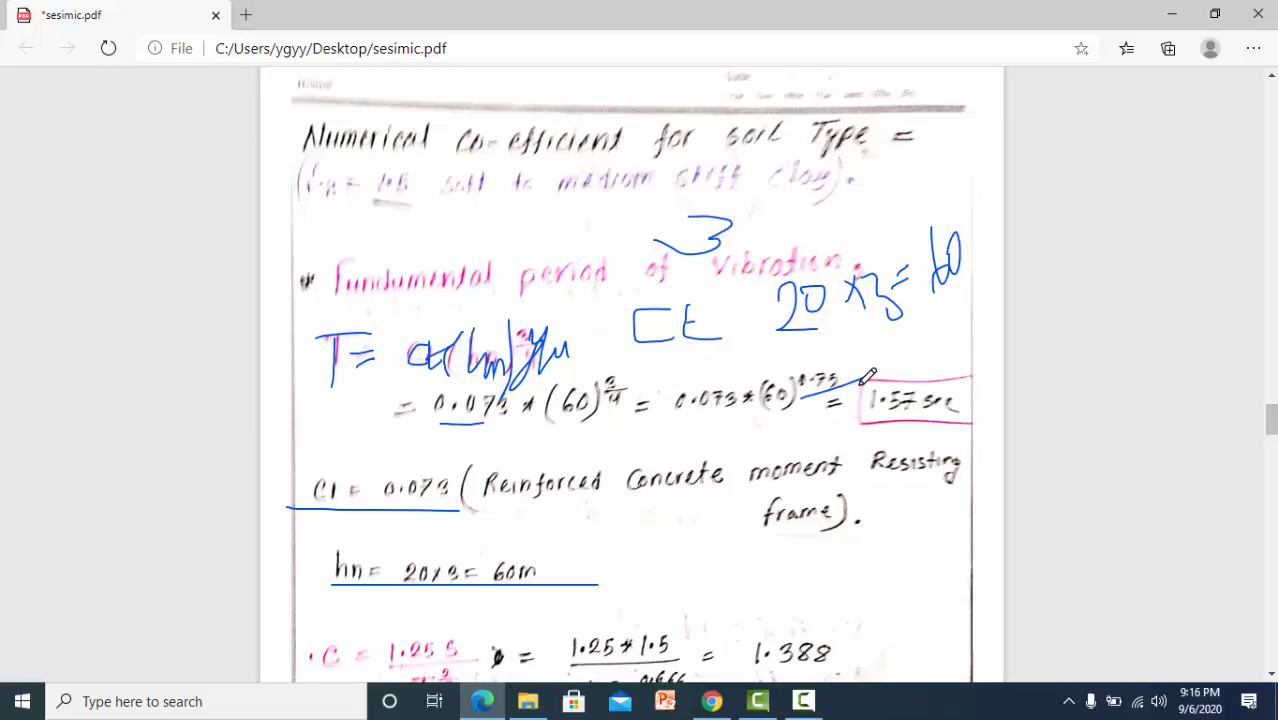 *sesimic.pdf
File C:/Users/ygyy/Desktop/sesimic.pdf
Numerical Co-efficient for soil Type =
= 1.5 soft to medium stiff clay).
3
* Fundamental period of vibration.
20 × 3 = 60
T = CE
= 0.073 * (60)^3/4 = 0.073 * (60)^0.75 = 1.57 sec
Ct = 0.073 (Reinforced Concrete moment Resisting
frame).
hn = 20 × 3 = 60m
• C = 1.25 S = 1.25 * 1.5 = 1.388
0.666
Type here to search
9:16 PM
9/6/2020